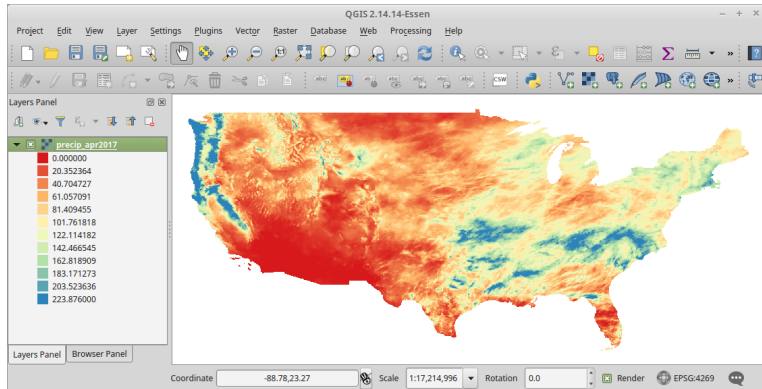 QGIS 2.14.14-Essen
Project Edit View Layer Settings Plugins Vector Raster Database Web Processing Help
Layers Panel
precip_apr2017
0.000000
20.352364
40.704727
61.057091
81.409455
101.761818
122.114182
142.466545
162.818909
183.171273
203.523636
223.876000
Layers Panel Browser Panel
Coordinate -88.78,23.27 Scale 1:17,214,996 Rotation 0.0 Render EPSG:4269